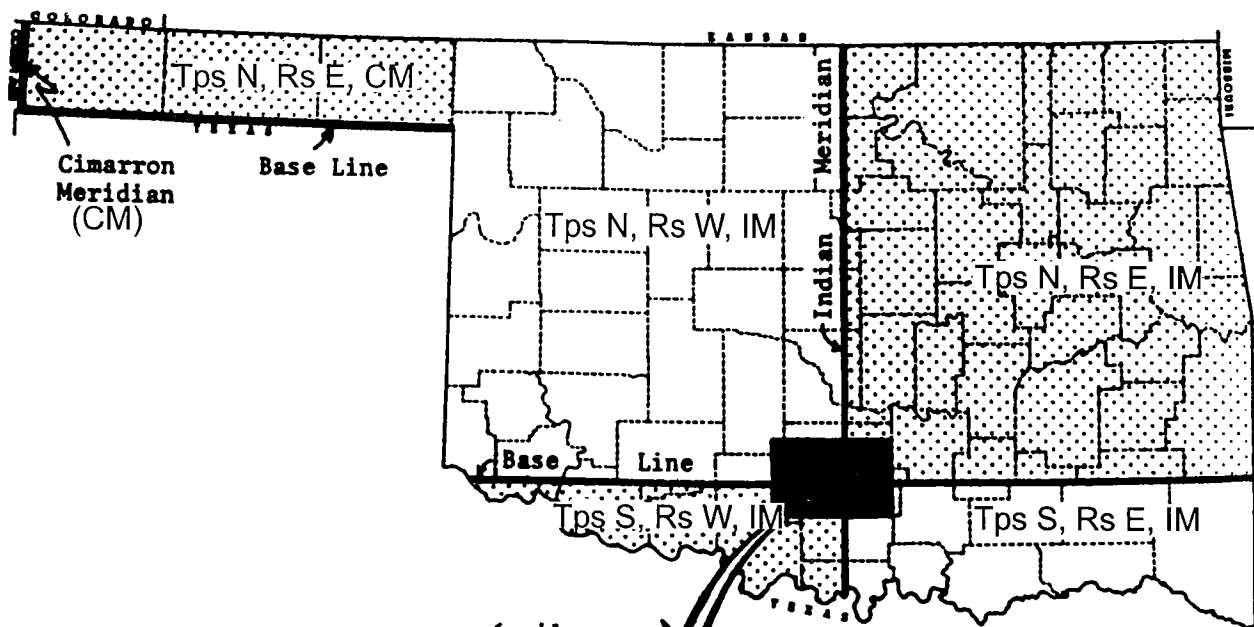 COLORADO
KANSAS
MISSOURI
Tps N, Rs E, CM
TEXAS
Cimarron
Meridian
(CM)
Base Line
Meridian
Indian
Tps N, Rs W, IM
Tps N, Rs E, IM
Base Line
Tps S, Rs W, IM
Tps S, Rs E, IM
TEXAS